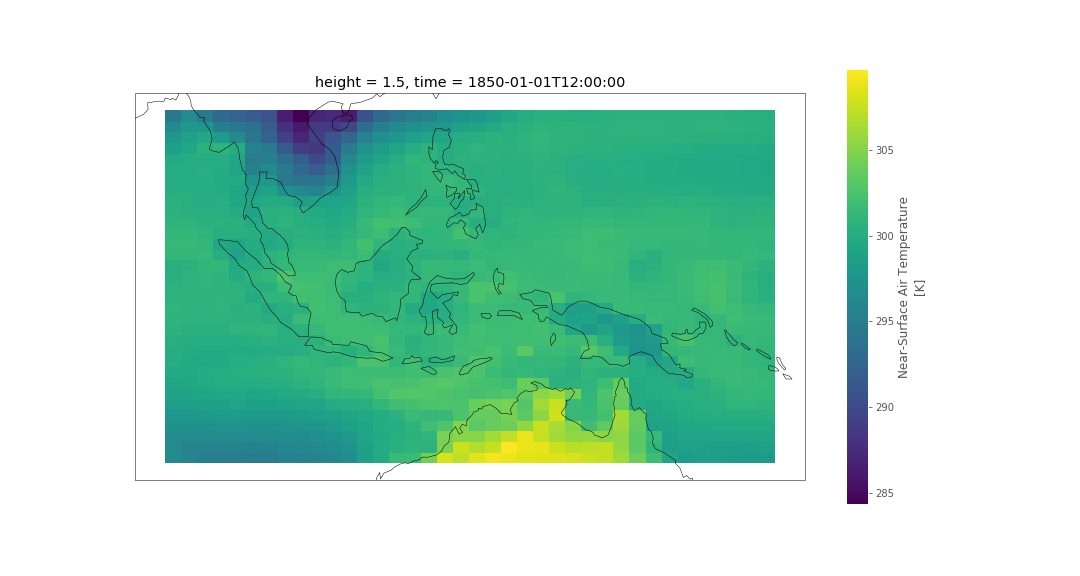 height = 1.5, time = 1850-01-01T12:00:00
305
300
295
290
285
Near-Surface Air Temperature
[K]